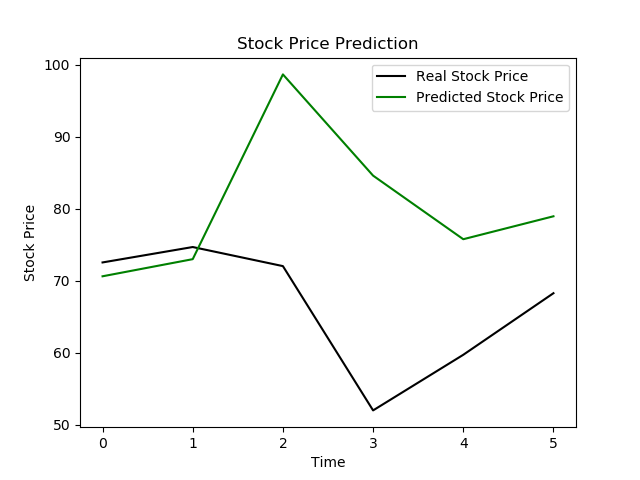 Stock Price Prediction
Real Stock Price
Predicted Stock Price
Stock Price
100
90
80
70
60
50
0 1 2 3 4 5
Time